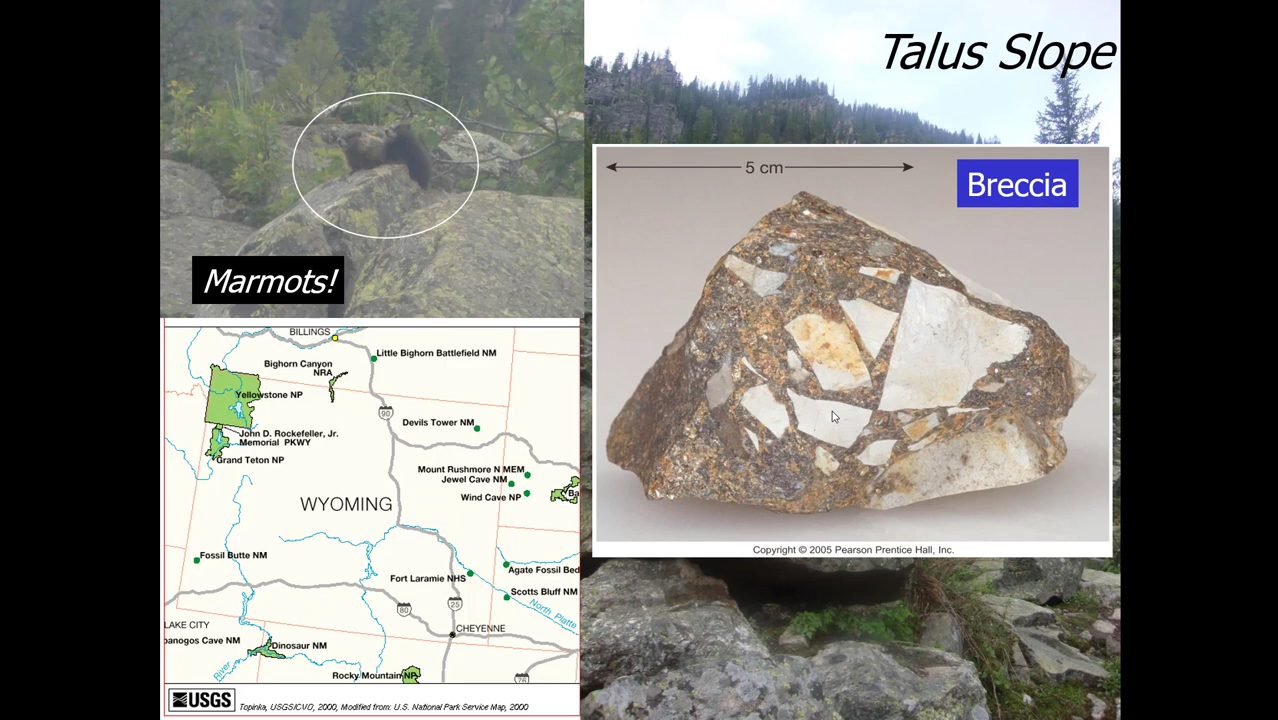 Talus Slope
5 cm
Breccia
Marmots!
BILLINGS
Little Bighorn Battlefield NM
Bighorn Canyon
NRA
Yellowstone NP
90
Devils Tower NM
John D. Rockefeller, Jr.
Memorial PKWY
Grand Teton NP
Mount Rushmore N MEM
Jewel Cave NM
Wind Cave NP
Ba
WYOMING
Fossil Butte NM
Fort Laramie NHS
Agate Fossil Bed
Scotts Bluff NM
80
25
North Platte
LAKE CITY
CHEYENNE
panogos Cave NM
Dinosaur NM
River
Rocky Mountain NP
76
USGS
Topinka, USGS/CVO, 2000, Modified from: U.S. National Park Service Map, 2000
Copyright © 2005 Pearson Prentice Hall, Inc.